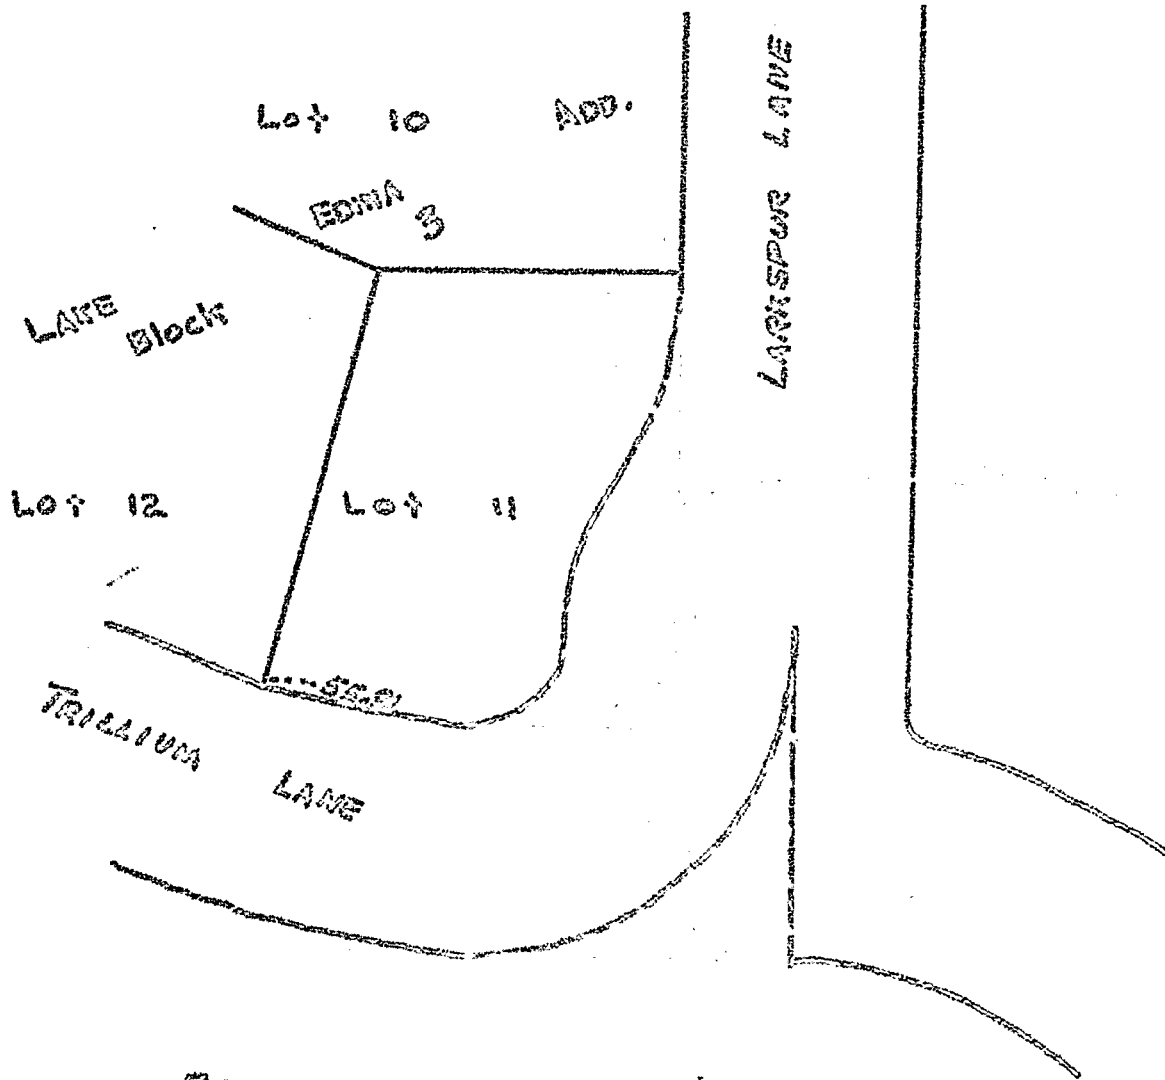 Lot 10 ADD.
EDINA 3
LAKE
Block
LARKSPUR LANE
Lot 12 Lot 11
TRILLIUM LANE